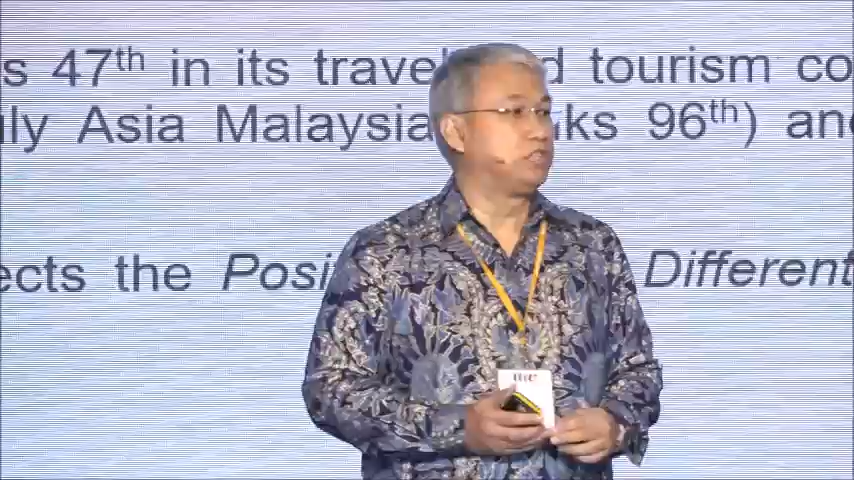 s 47th in its travel d tourism co
ly Asia Malaysia ks 96th) and
ects the Posi Different